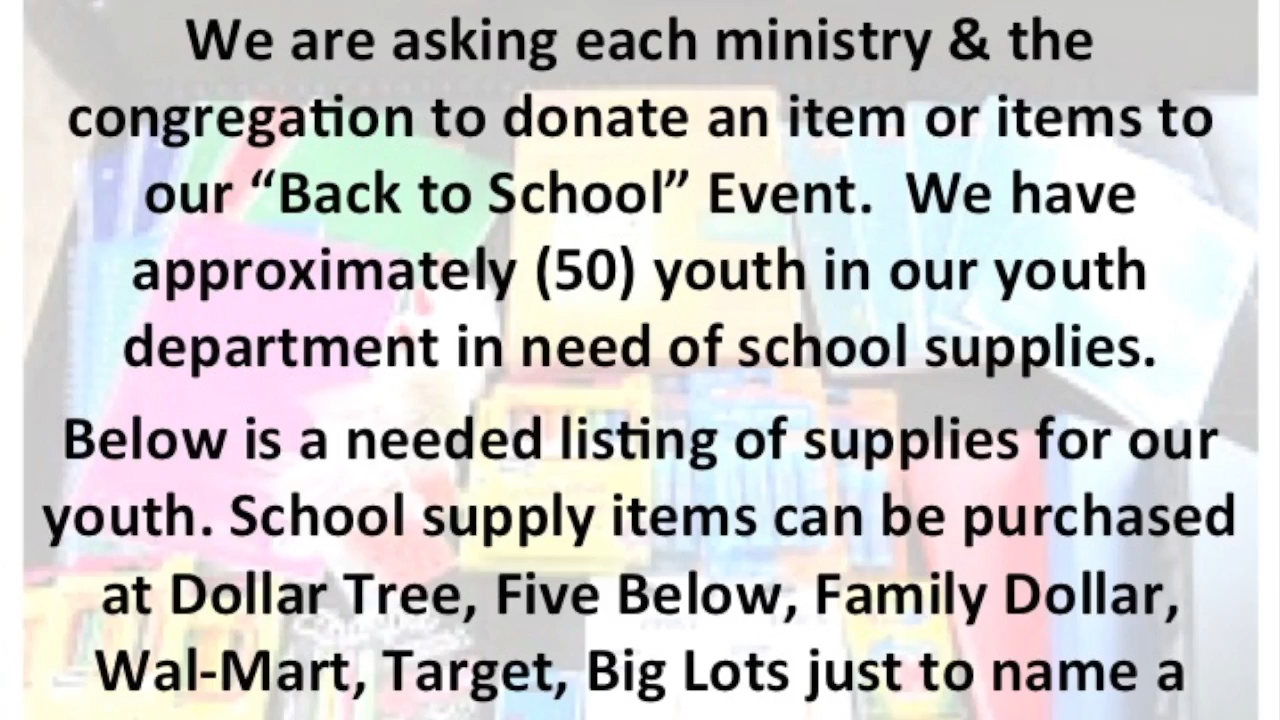 We are asking each ministry & the
congregation to donate an item or items to
our “Back to School” Event.  We have
approximately (50) youth in our youth
department in need of school supplies.
Below is a needed listing of supplies for our
youth. School supply items can be purchased
at Dollar Tree, Five Below, Family Dollar,
Wal-Mart, Target, Big Lots just to name a